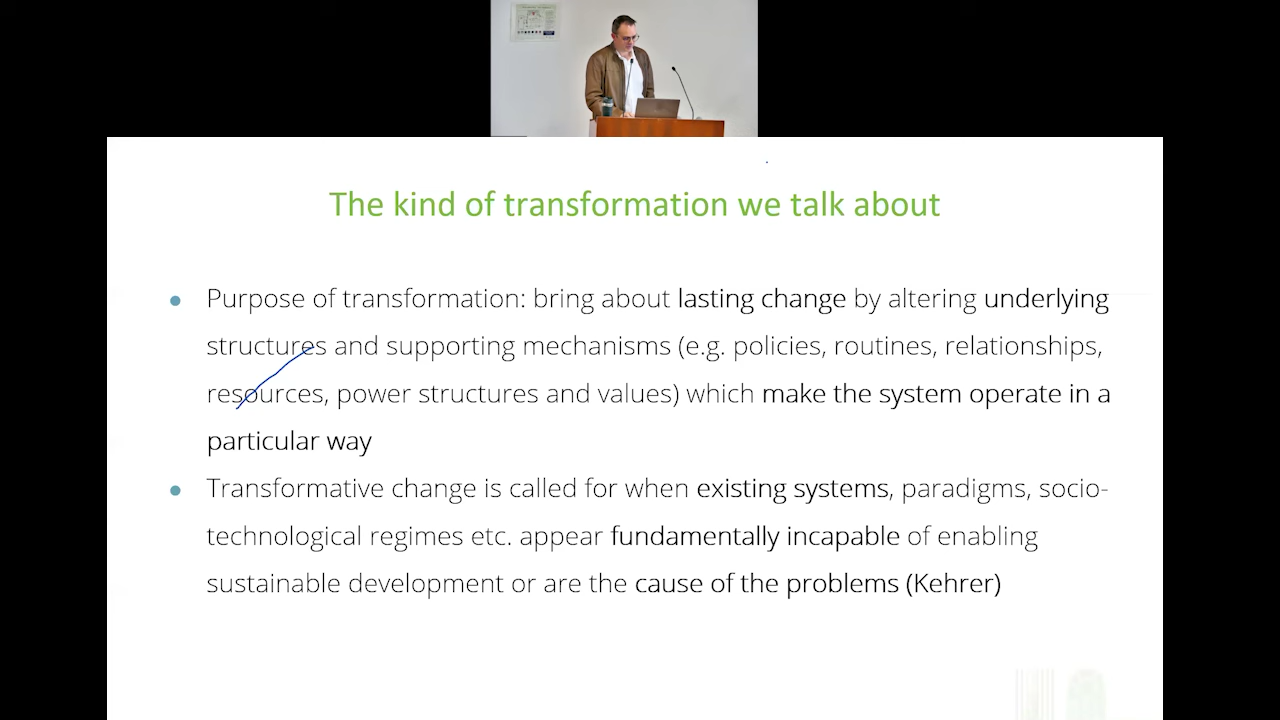 The kind of transformation we talk about
Purpose of transformation: bring about lasting change by altering underlying
structures and supporting mechanisms (e.g. policies, routines, relationships,
resources, power structures and values) which make the system operate in a
particular way
Transformative change is called for when existing systems, paradigms, socio-
technological regimes etc. appear fundamentally incapable of enabling
sustainable development or are the cause of the problems (Kehrer)